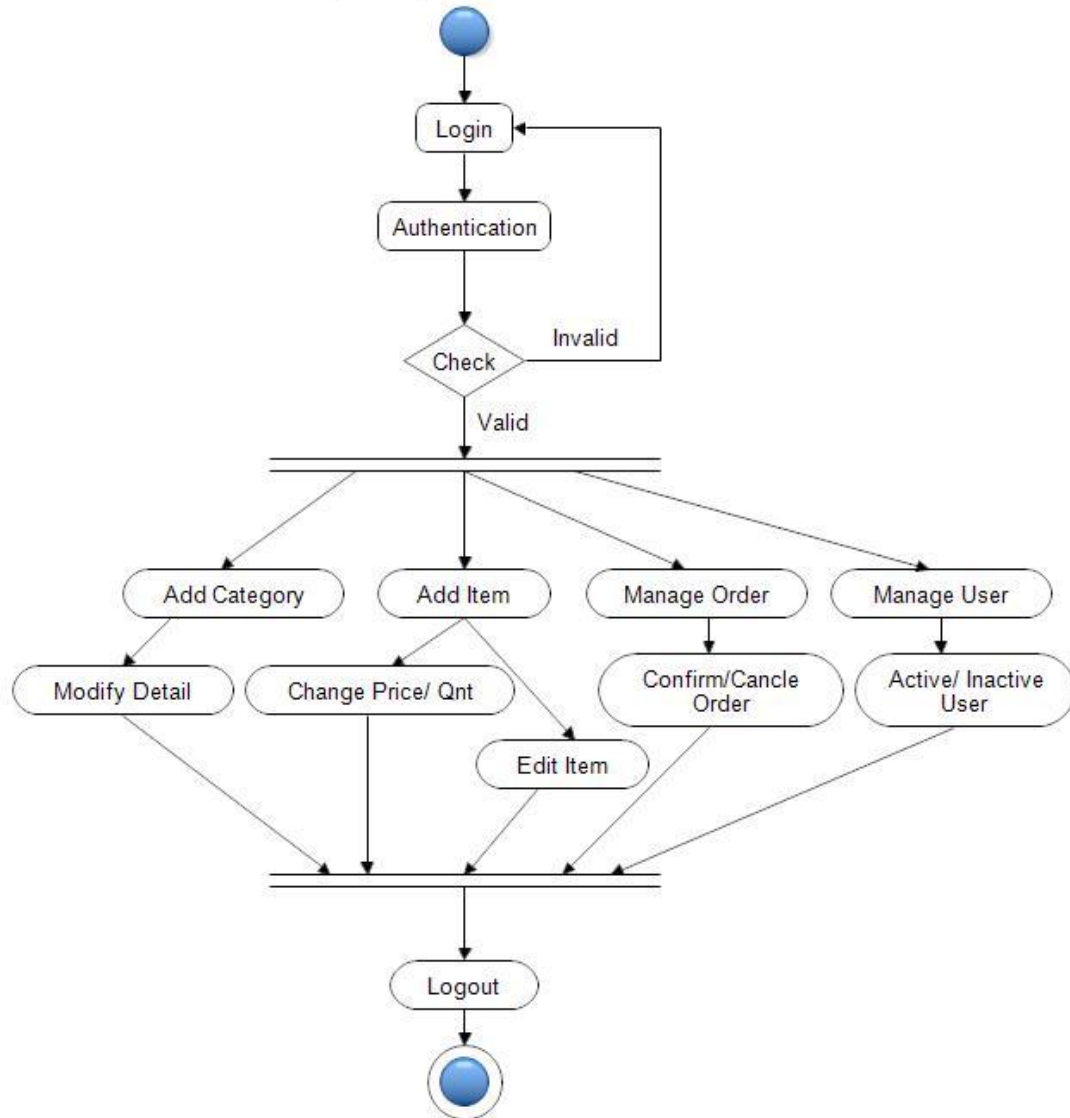 Login
Authentication
Check
Invalid
Valid
Add Category
Add Item
Manage Order
Manage User
Modify Detail
Change Price/ Qnt
Confirm/Cancle
Order
Active/ Inactive
User
Edit Item
Logout